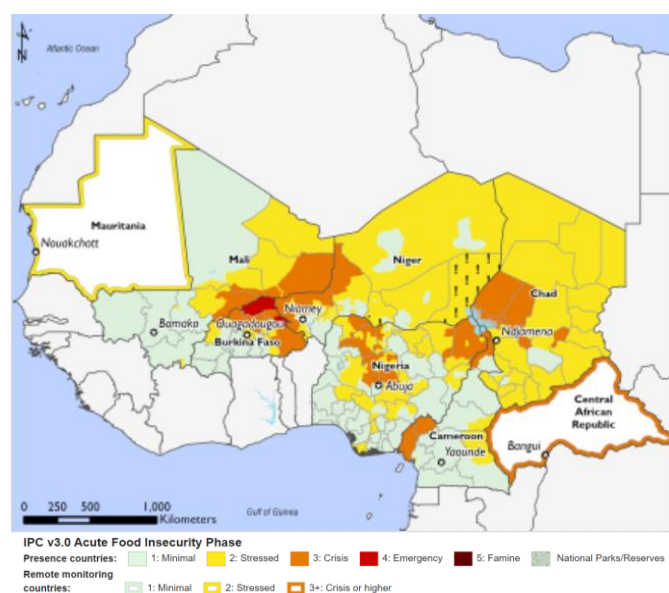 N
Atlantic Ocean
Mauritania
Nouakchott
Mali
Niger
Chad
Niamey
Bamako
Ouagadougou
Burkina Faso
Ndjamena
Nigeria
Abuja
Central
African
Republic
Cameroon
Yaounde
Bangui
0 250 500 1,000
Kilometers
Gulf of Guinea
IPC v3.0 Acute Food Insecurity Phase
Presence countries: 1: Minimal 2: Stressed 3: Crisis 4: Emergency 5: Famine National Parks/Reserves
Remote monitoring
countries: 1: Minimal 2: Stressed 3+: Crisis or higher